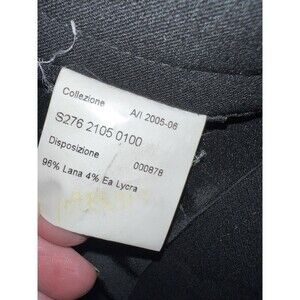 Collezione A/I 2005-06
S276 2105 0100
Disposizione 000878
96% Lana 4% Ea Lycra